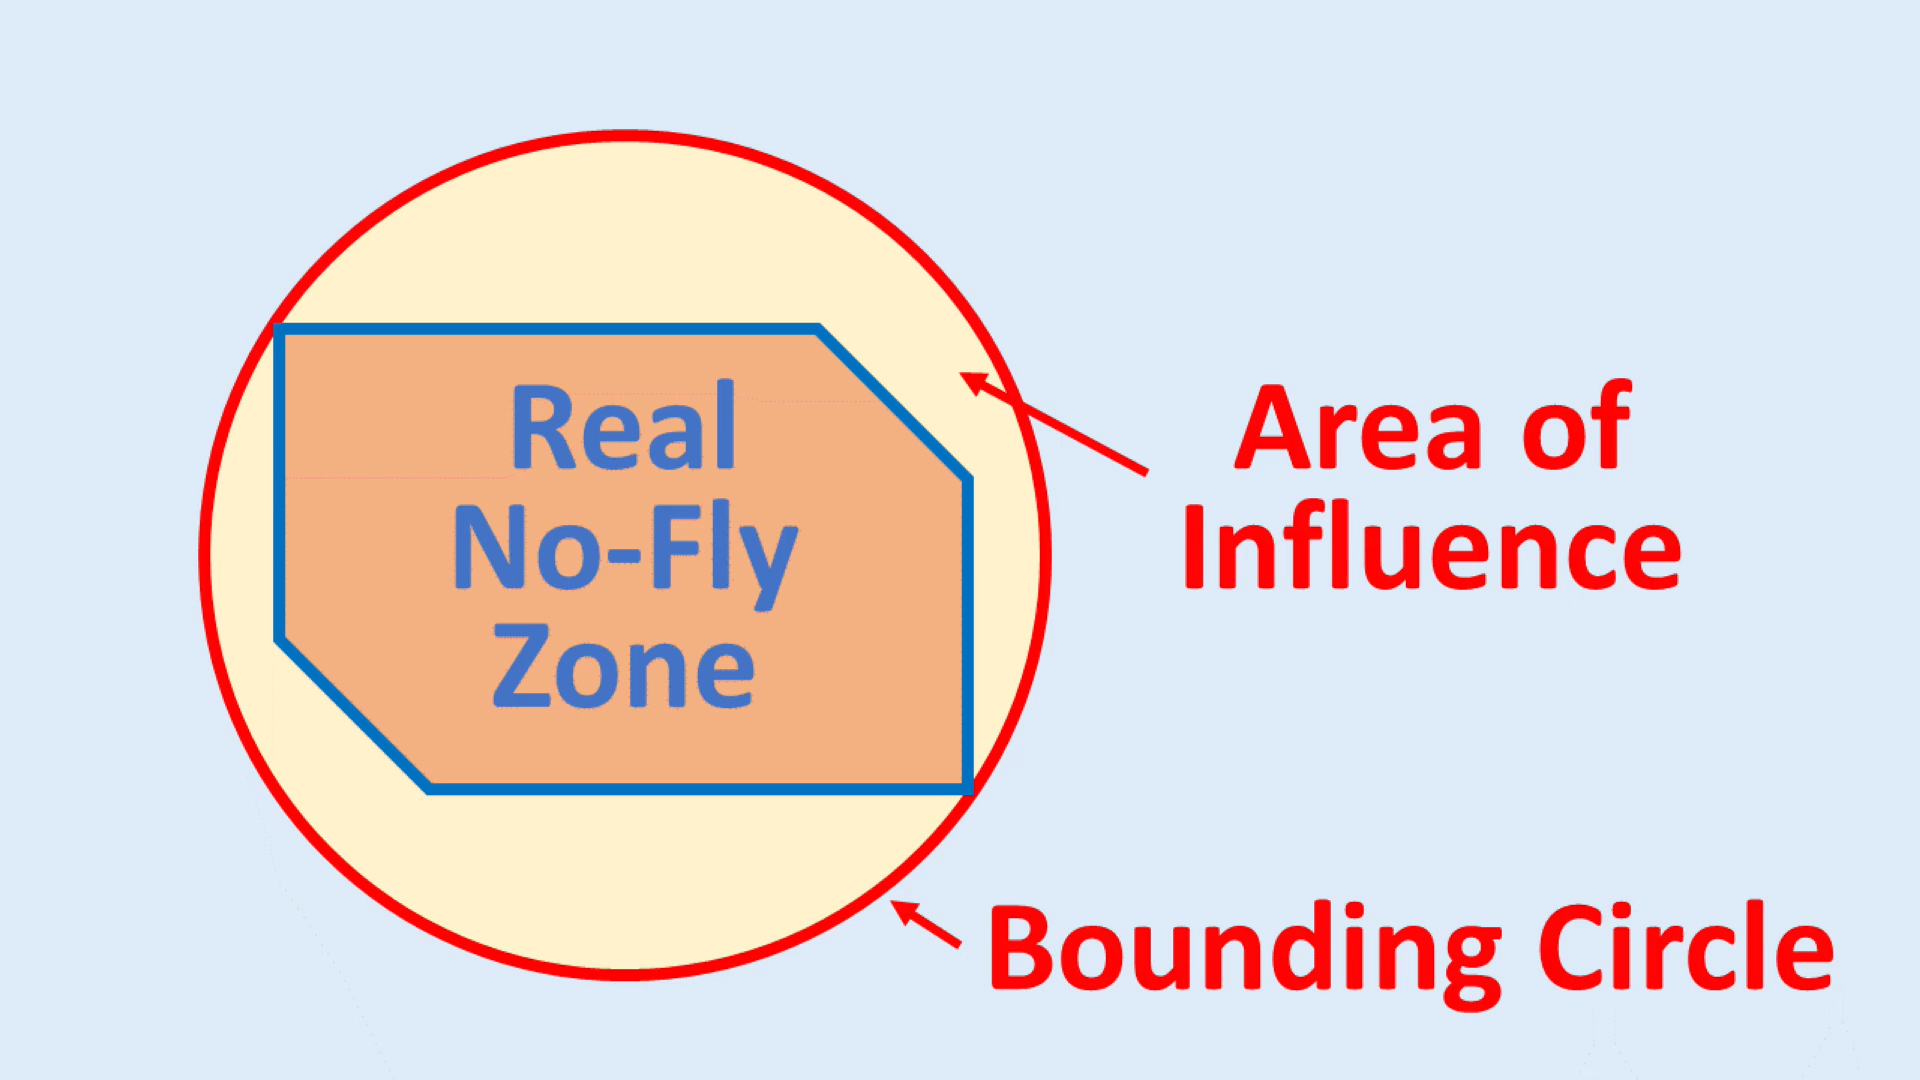 Real
No-Fly
Zone
Area of
Influence
Bounding Circle